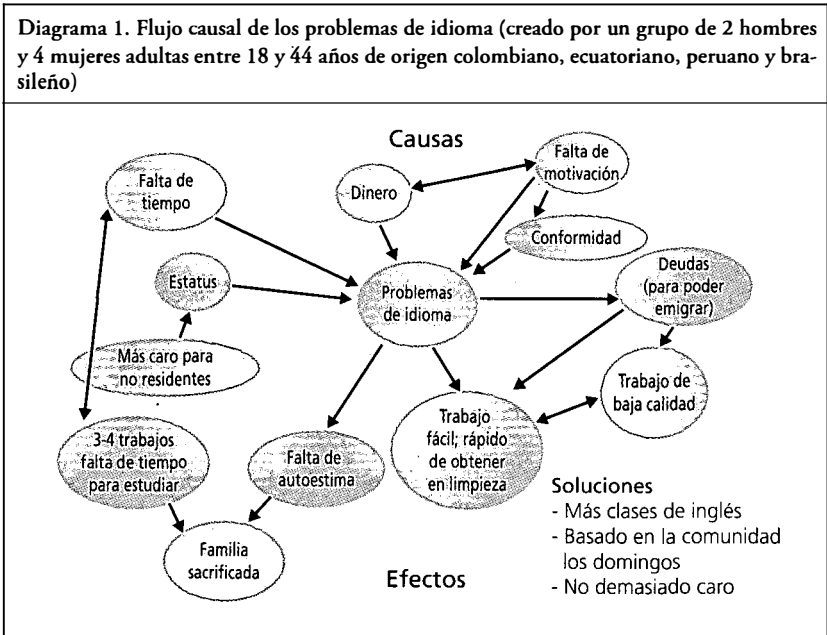 Diagrama 1. Flujo causal de los problemas de idioma (creado por un grupo de 2 hombres
y 4 mujeres adultas entre 18 y 44 años de origen colombiano, ecuatoriano, peruano y bra-
sileño)
Causas
Falta de
tiempo
Dinero
Falta de
motivación
Conformidad
Estatus
Problemas
de idioma
Deudas
(para poder
emigrar)
Más caro para
no residentes
Trabajo de
baja calidad
3-4 trabajos
falta de tiempo
para estudiar
Falta de
autoestima
Trabajo
fácil; rápido
de obtener
en limpieza
Familia
sacrificada
Efectos
Soluciones
- Más clases de inglés
- Basado en la comunidad
los domingos
- No demasiado caro